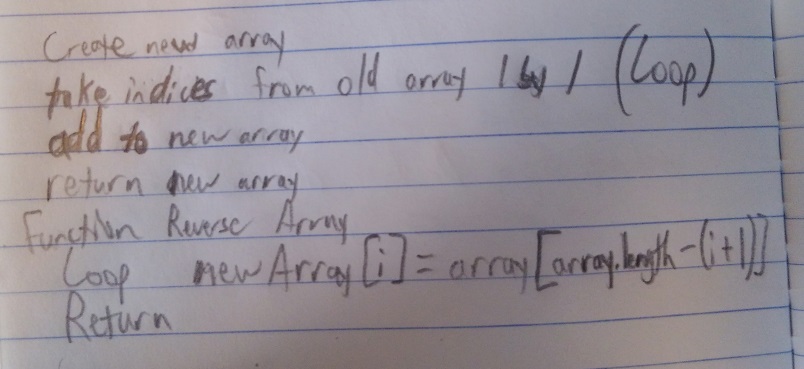 Create new array
take indices from old array 1 by 1 (Loop)
add to new array
return new array
Function Reverse Array
Loop newArray[i] = array[array.length-(i+1)]
Return